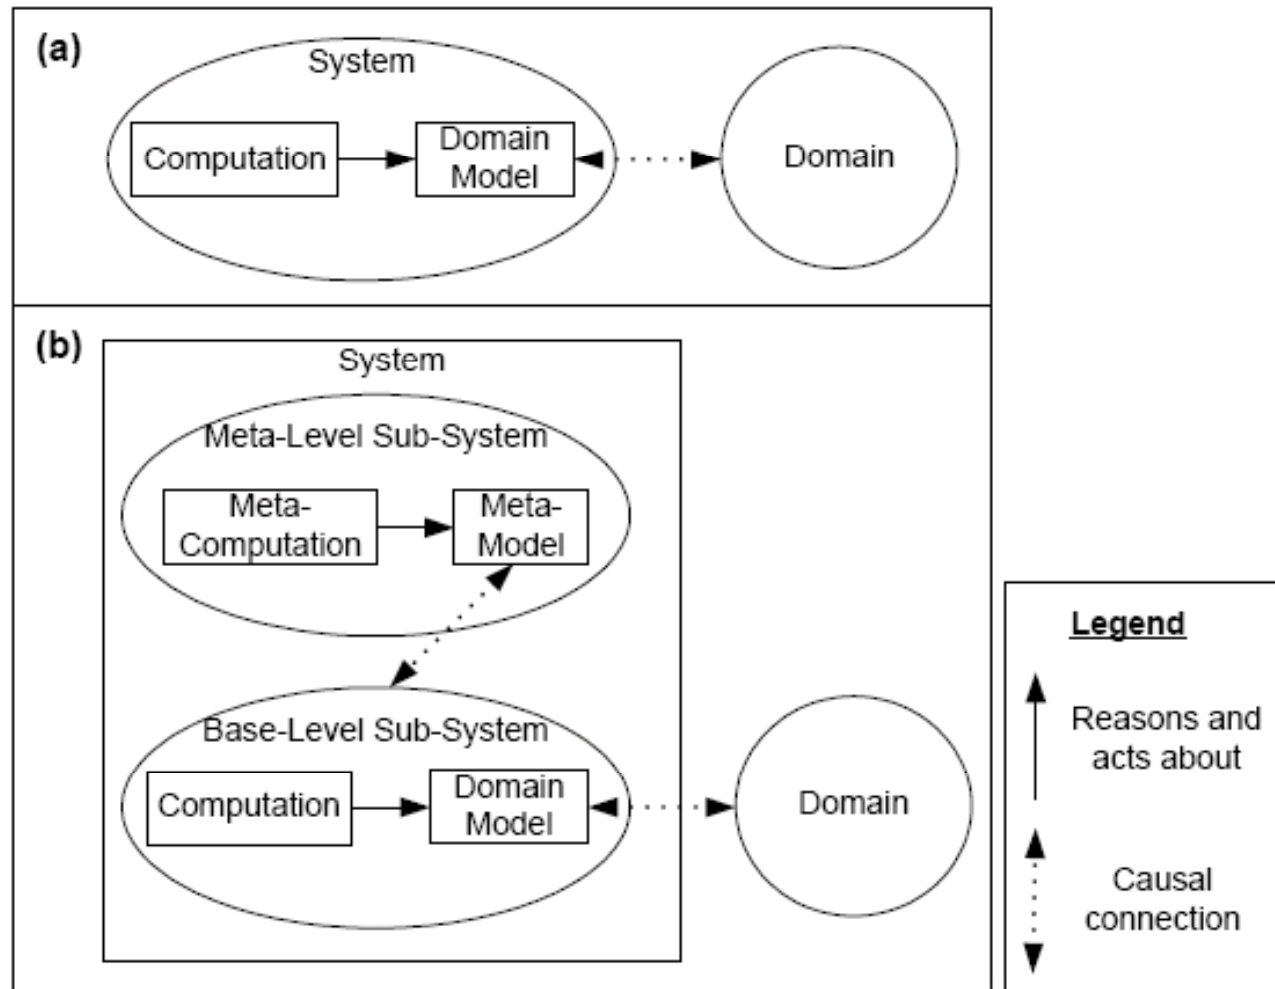 (a)
System
Computation
Domain
Model
Domain
(b)
System
Meta-Level Sub-System
Meta-
Computation
Meta-
Model
Base-Level Sub-System
Computation
Domain
Model
Domain
Legend
Reasons and
acts about
Causal
connection